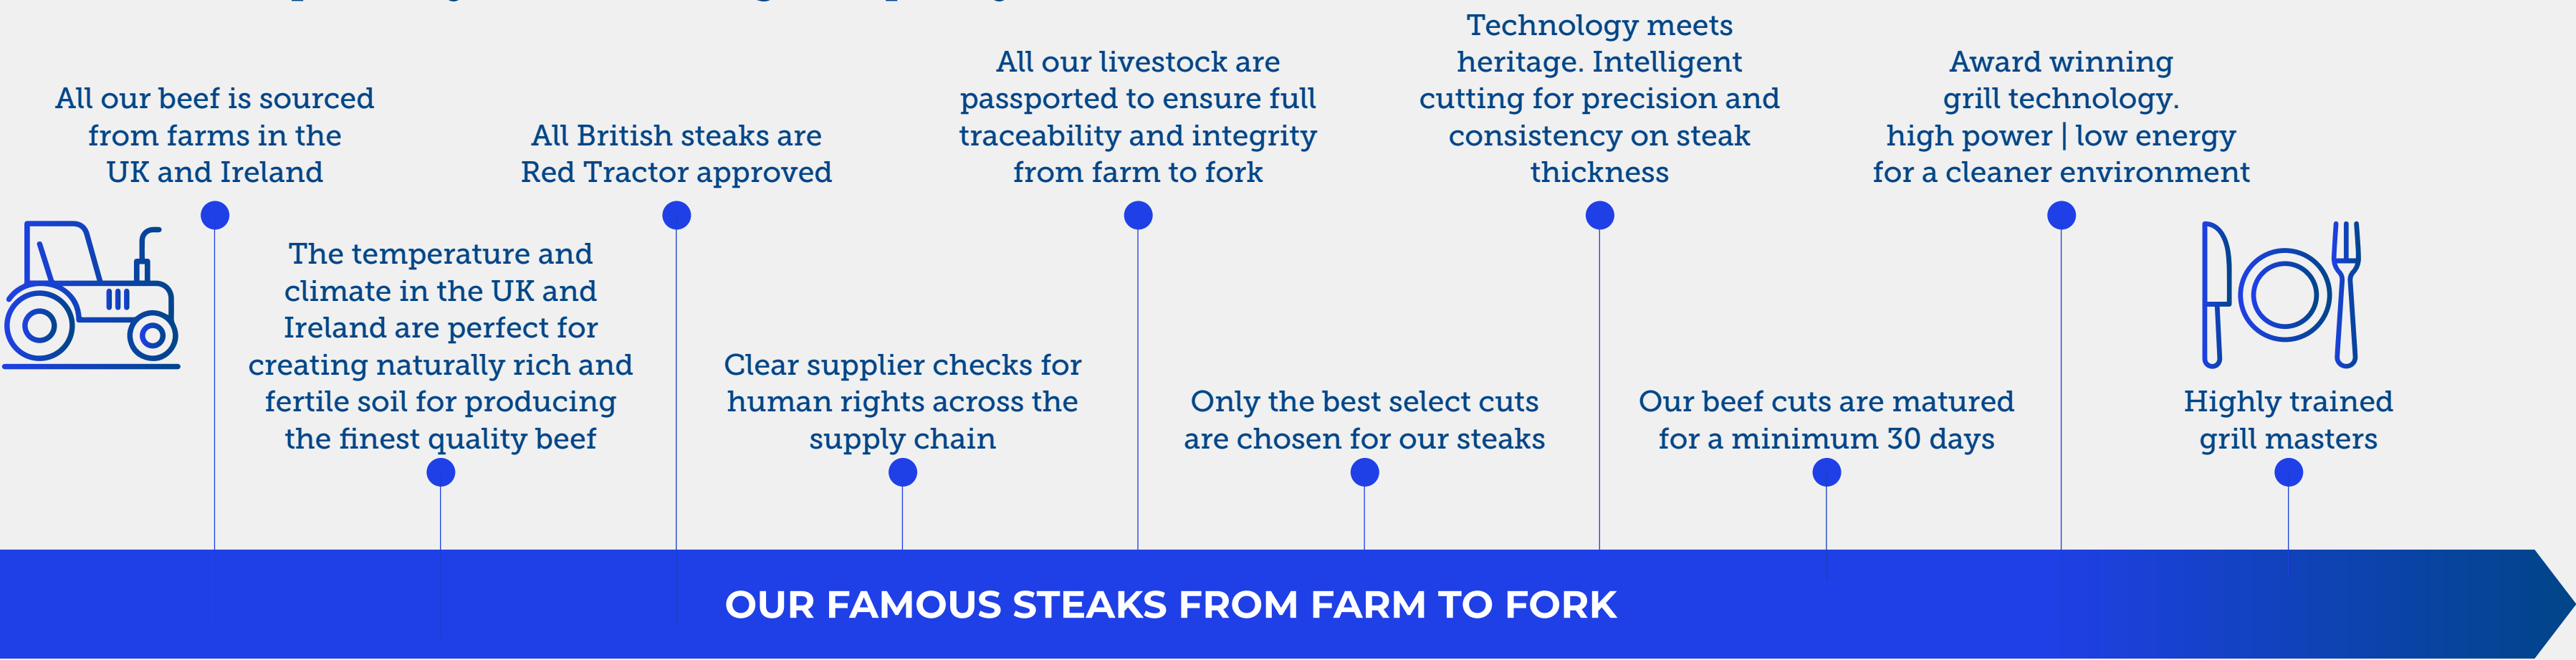 All our beef is sourced
from farms in the
UK and Ireland
The temperature and
climate in the UK and
Ireland are perfect for
creating naturally rich and
fertile soil for producing
the finest quality beef
All British steaks are
Red Tractor approved
Clear supplier checks for
human rights across the
supply chain
All our livestock are
passported to ensure full
traceability and integrity
from farm to fork
Only the best select cuts
are chosen for our steaks
Technology meets
heritage. Intelligent
cutting for precision and
consistency on steak
thickness
Our beef cuts are matured
for a minimum 30 days
Award winning
grill technology.
high power | low energy
for a cleaner environment
Highly trained
grill masters
OUR FAMOUS STEAKS FROM FARM TO FORK